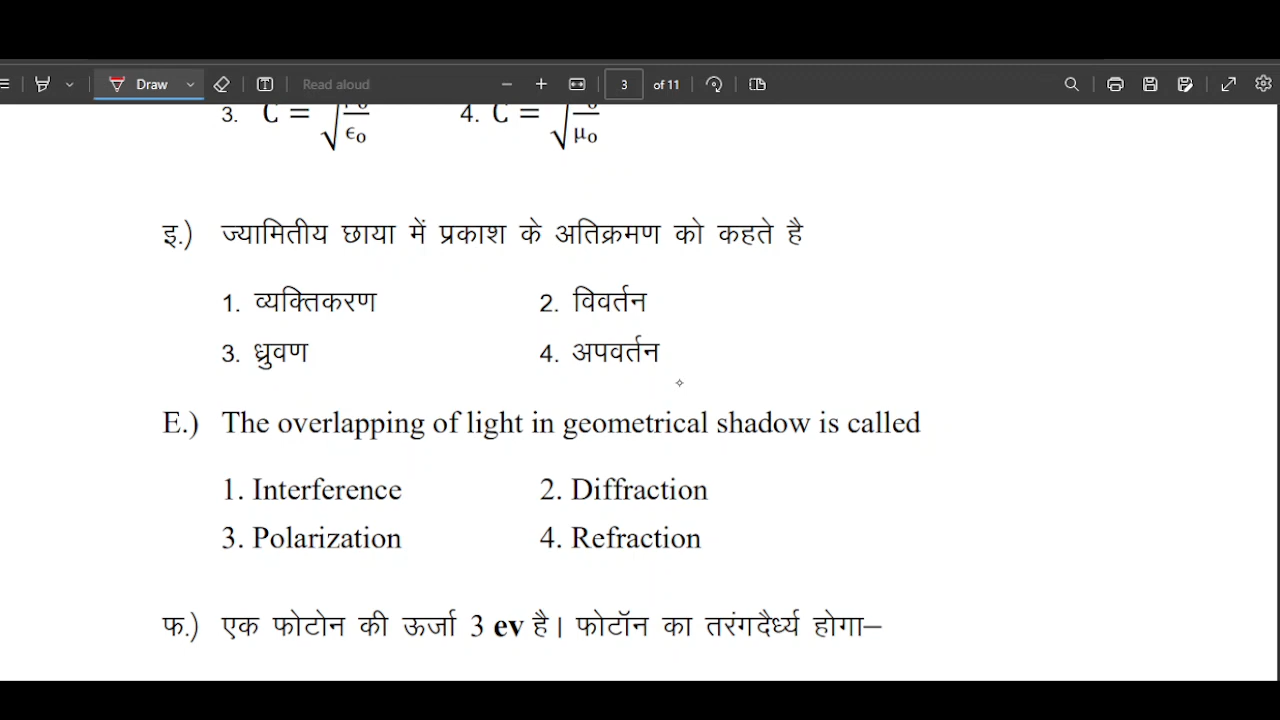 Draw
Read aloud
3 of 11
3. C = √ /ϵ₀ 4. C = √ /μ₀
इ.) ज्यामितीय छाया में प्रकाश के अतिक्रमण को कहते है
1. व्यक्तिकरण 2. विवर्तन
3. ध्रुवण 4. अपवर्तन
E.) The overlapping of light in geometrical shadow is called
1. Interference 2. Diffraction
3. Polarization 4. Refraction
फ.) एक फोटोन की ऊर्जा 3 ev है। फोटॉन का तरंगदैर्ध्य होगा–